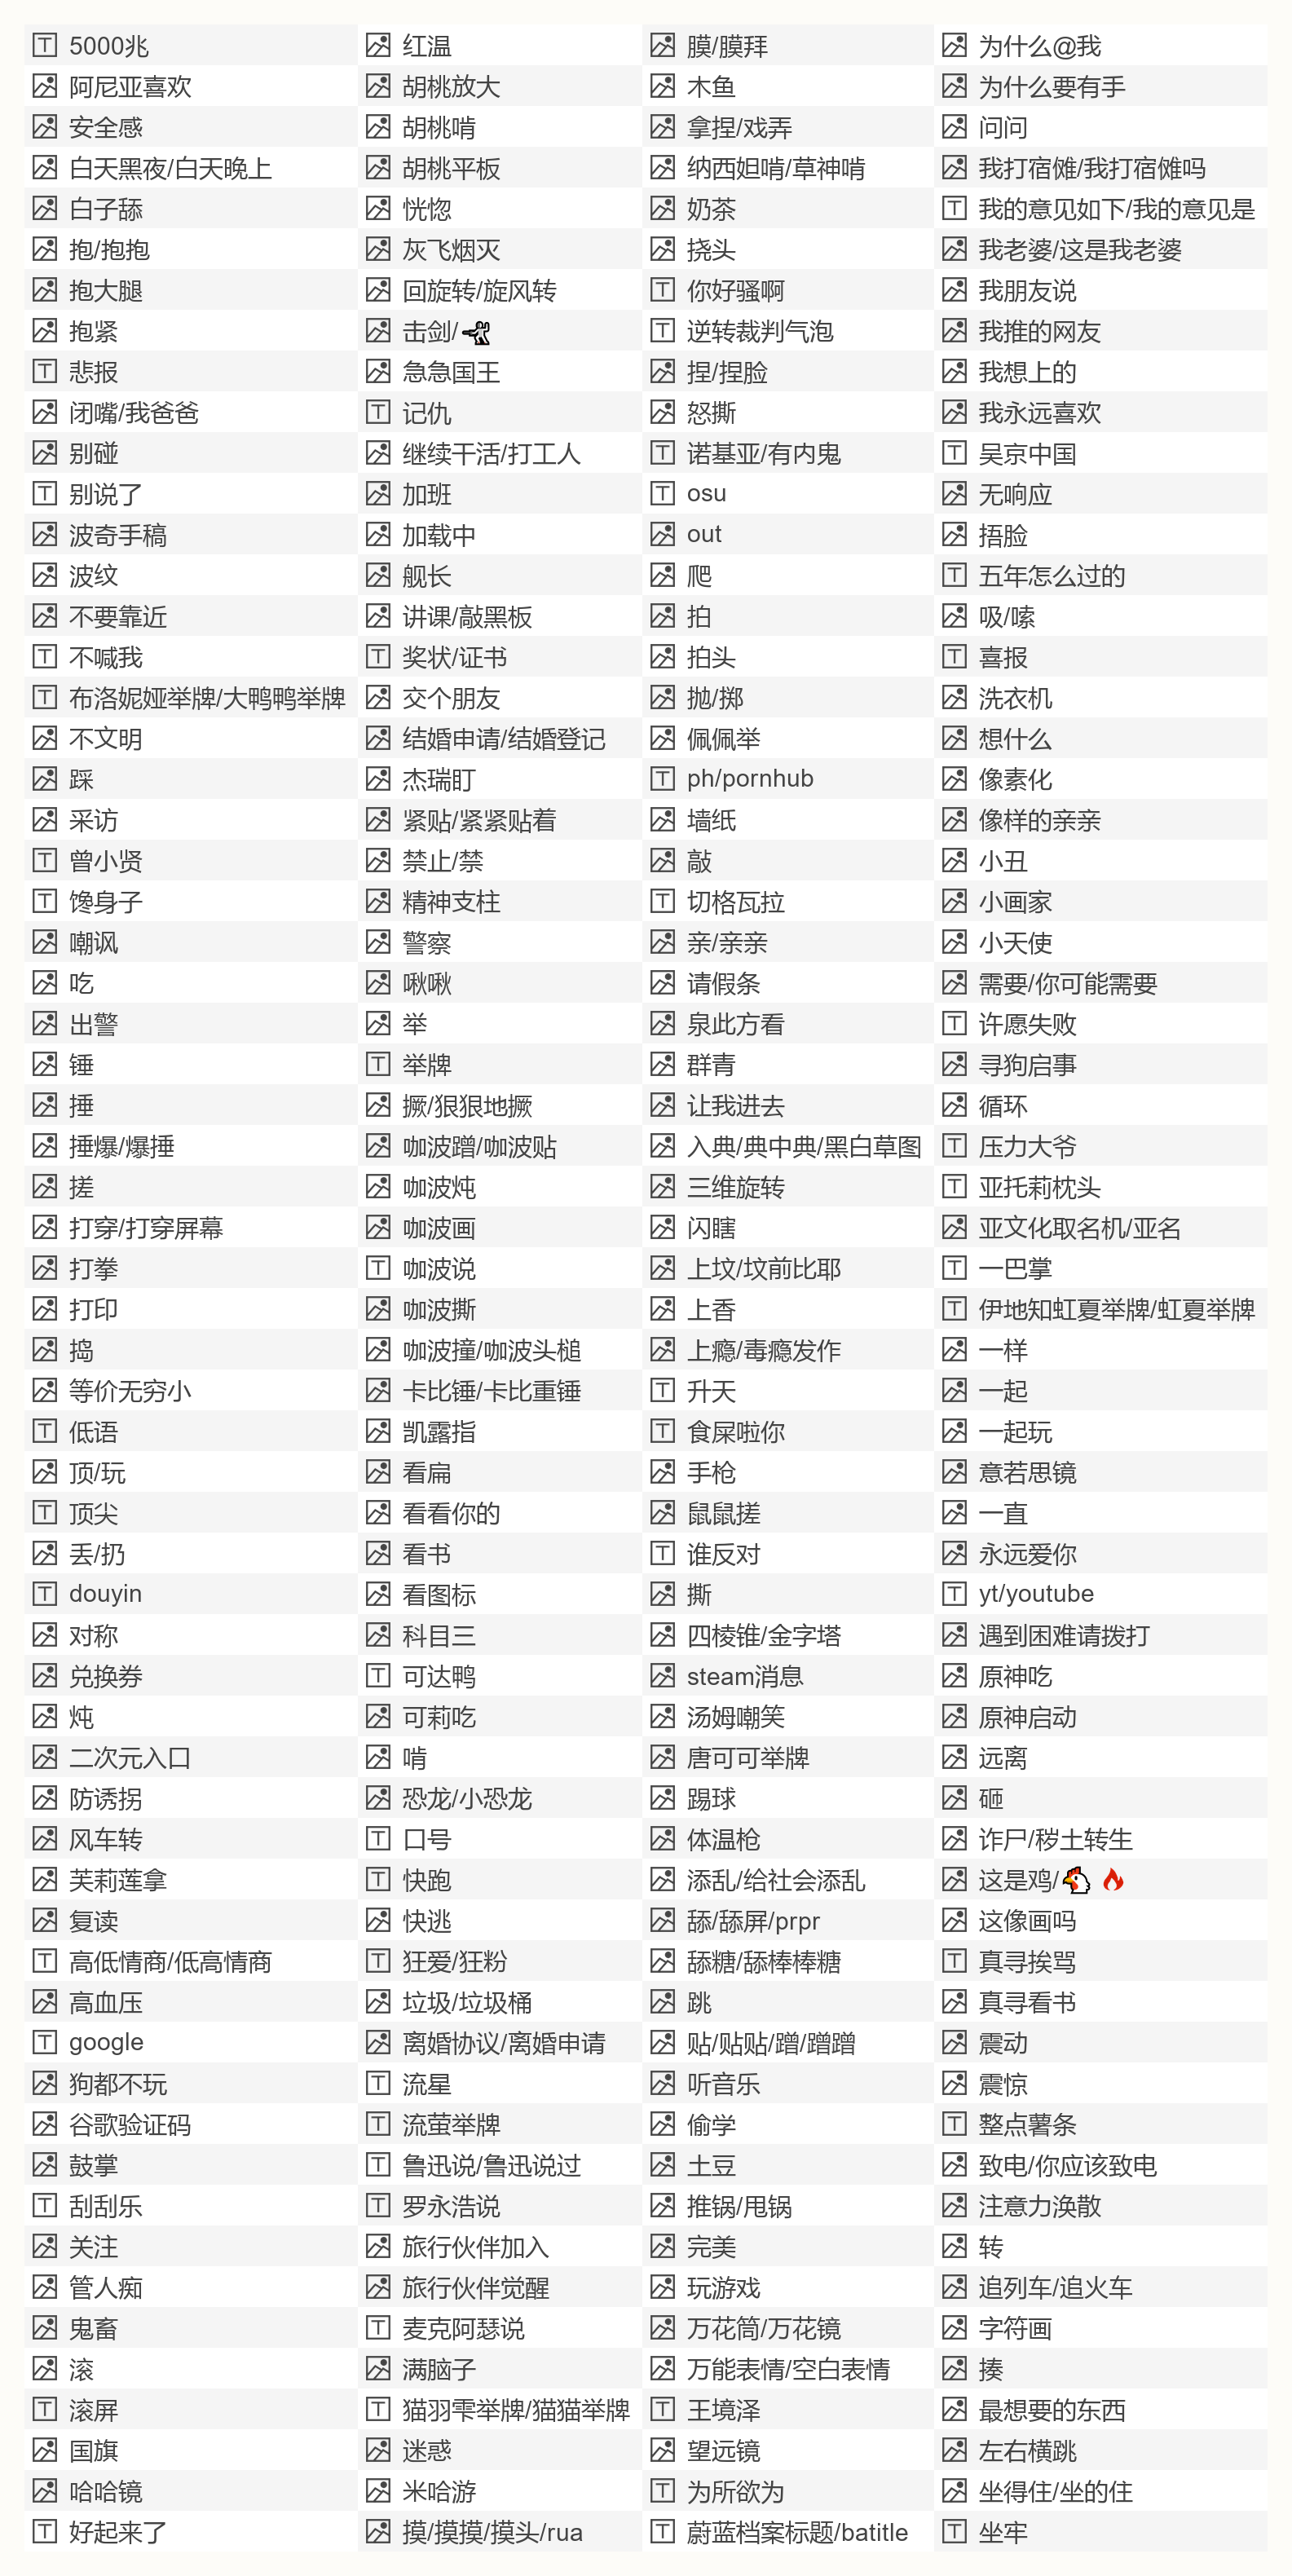 5000兆
阿尼亚喜欢
安全感
白天黑夜/白天晚上
白子舔
抱/抱抱
抱大腿
抱紧
悲报
闭嘴/我爸爸
别碰
别说了
波奇手稿
波纹
不要靠近
不喊我
布洛妮娅举牌/大鸭鸭举牌
不文明
踩
采访
曾小贤
馋身子
嘲讽
吃
出警
锤
捶
捶爆/爆捶
搓
打穿/打穿屏幕
打拳
打印
捣
等价无穷小
低语
顶/玩
顶尖
丢/扔
douyin
对称
兑换券
炖
二次元入口
防诱拐
风车转
芙莉莲拿
复读
高低情商/低高情商
高血压
google
狗都不玩
谷歌验证码
鼓掌
刮刮乐
关注
管人痴
鬼畜
滚
滚屏
国旗
哈哈镜
好起来了
红温
胡桃放大
胡桃啃
胡桃平板
恍惚
灰飞烟灭
回旋转/旋风转
击剑/🤺
急急国王
记仇
继续干活/打工人
加班
加载中
舰长
讲课/敲黑板
奖状/证书
交个朋友
结婚申请/结婚登记
杰瑞盯
紧贴/紧紧贴着
禁止/禁
精神支柱
警察
啾啾
举
举牌
撅/狠狠地撅
咖波蹭/咖波贴
咖波炖
咖波画
咖波说
咖波撕
咖波撞/咖波头槌
卡比锤/卡比重锤
凯露指
看扁
看看你的
看书
看图标
科目三
可达鸭
可莉吃
啃
恐龙/小恐龙
口号
快跑
快逃
狂爱/狂粉
垃圾/垃圾桶
离婚协议/离婚申请
流星
流萤举牌
鲁迅说/鲁迅说过
罗永浩说
旅行伙伴加入
旅行伙伴觉醒
麦克阿瑟说
满脑子
猫羽雫举牌/猫猫举牌
迷惑
米哈游
摸/摸摸/摸头/rua
膜/膜拜
木鱼
拿捏/戏弄
纳西妲啃/草神啃
奶茶
挠头
你好骚啊
逆转裁判气泡
捏/捏脸
怒撕
诺基亚/有内鬼
osu
out
爬
拍
拍头
抛/掷
佩佩举
ph/pornhub
墙纸
敲
切格瓦拉
亲/亲亲
请假条
泉此方看
群青
让我进去
入典/典中典/黑白草图
三维旋转
闪瞎
上坟/坟前比耶
上香
上瘾/毒瘾发作
升天
食屎啦你
手枪
鼠鼠搓
谁反对
撕
四棱锥/金字塔
steam消息
汤姆嘲笑
唐可可举牌
踢球
体温枪
添乱/给社会添乱
舔/舔屏/prpr
舔糖/舔棒棒糖
跳
贴/贴贴/蹭/蹭蹭
听音乐
偷学
土豆
推锅/甩锅
完美
玩游戏
万花筒/万花镜
万能表情/空白表情
王境泽
望远镜
为所欲为
蔚蓝档案标题/batitle
为什么@我
为什么要有手
问问
我打宿傩/我打宿傩吗
我的意见如下/我的意见是
我老婆/这是我老婆
我朋友说
我推的网友
我想上的
我永远喜欢
吴京中国
无响应
捂脸
五年怎么过的
吸/嗦
喜报
洗衣机
想什么
像素化
像样的亲亲
小丑
小画家
小天使
需要/你可能需要
许愿失败
寻狗启事
循环
压力大爷
亚托莉枕头
亚文化取名机/亚名
一巴掌
伊地知虹夏举牌/虹夏举牌
一样
一起
一起玩
意若思镜
一直
永远爱你
yt/youtube
遇到困难请拨打
原神吃
原神启动
远离
砸
诈尸/秽土转生
这是鸡/🐔🔥
这像画吗
真寻挨骂
真寻看书
震动
震惊
整点薯条
致电/你应该致电
注意力涣散
转
追列车/追火车
字符画
揍
最想要的东西
左右横跳
坐得住/坐的住
坐牢